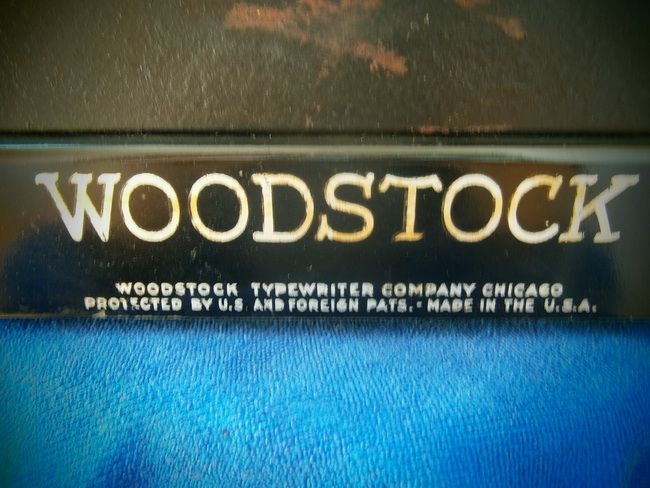 WOODSTOCK
WOODSTOCK TYPEWRITER COMPANY CHICAGO
PROTECTED BY U.S. AND FOREIGN PATS. - MADE IN THE U.S.A.